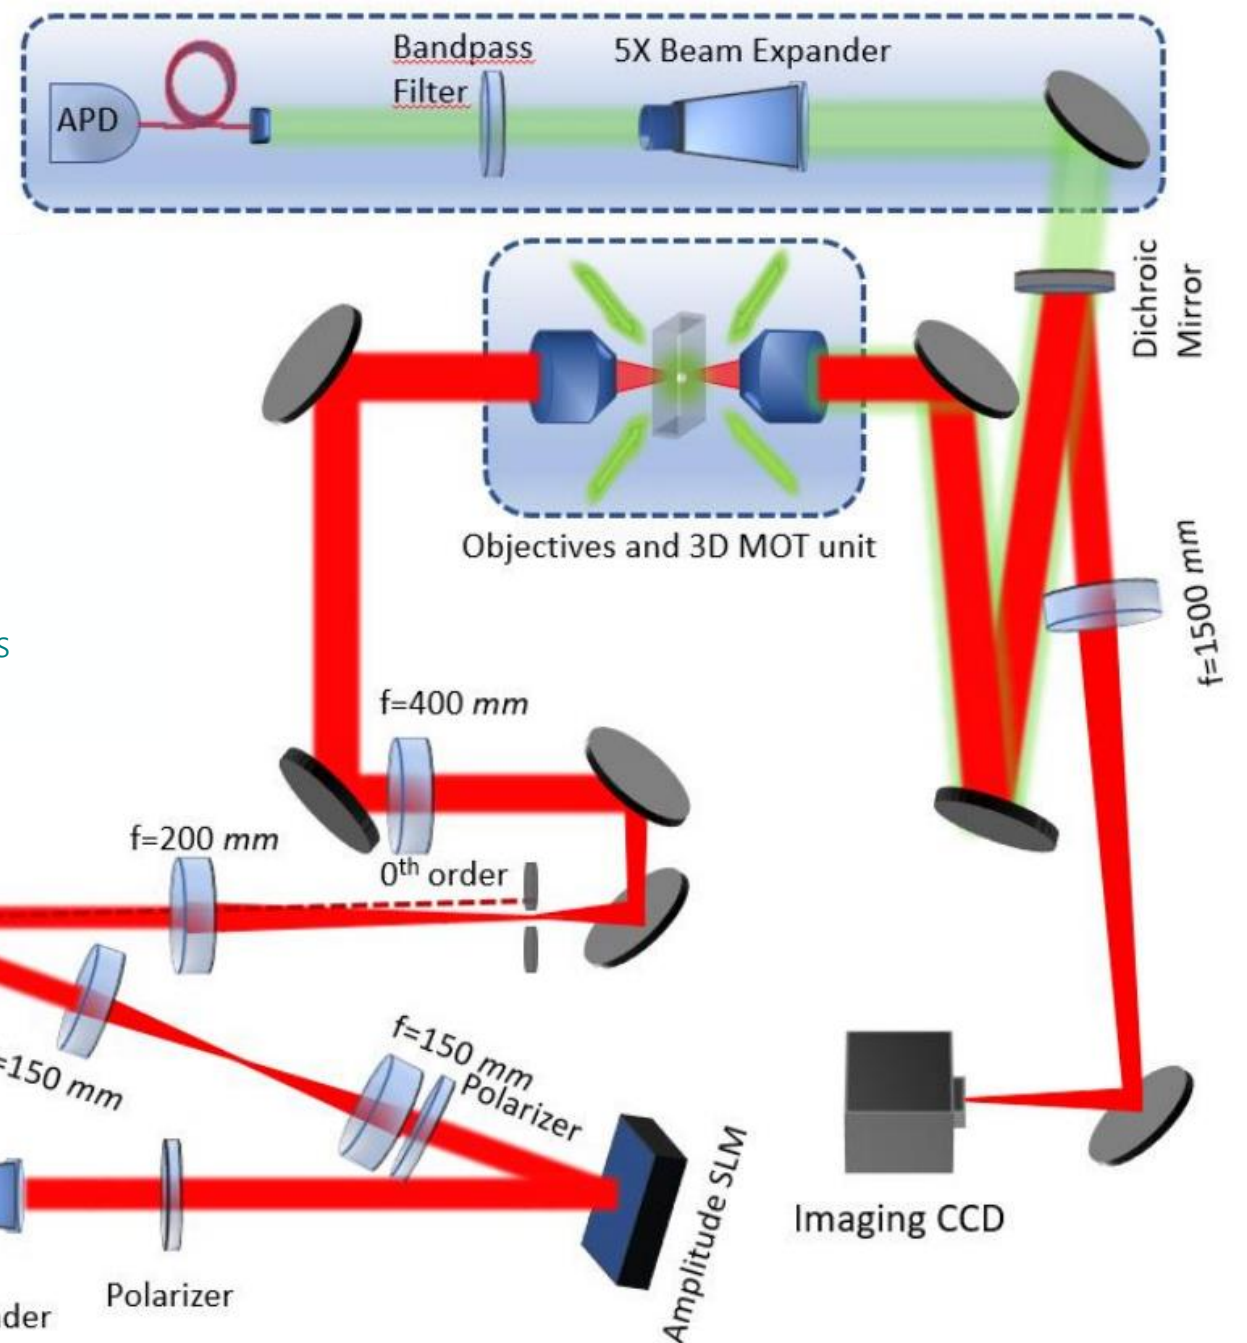 Bandpass
Filter
5X Beam Expander
APD
Dichroic
Mirror
Objectives and 3D MOT unit
f=1500 mm
s
f=400 mm
f=200 mm
0th order
f=150 mm
=150 mm
Polarizer
Amplitude SLM
Imaging CCD
Polarizer
nder